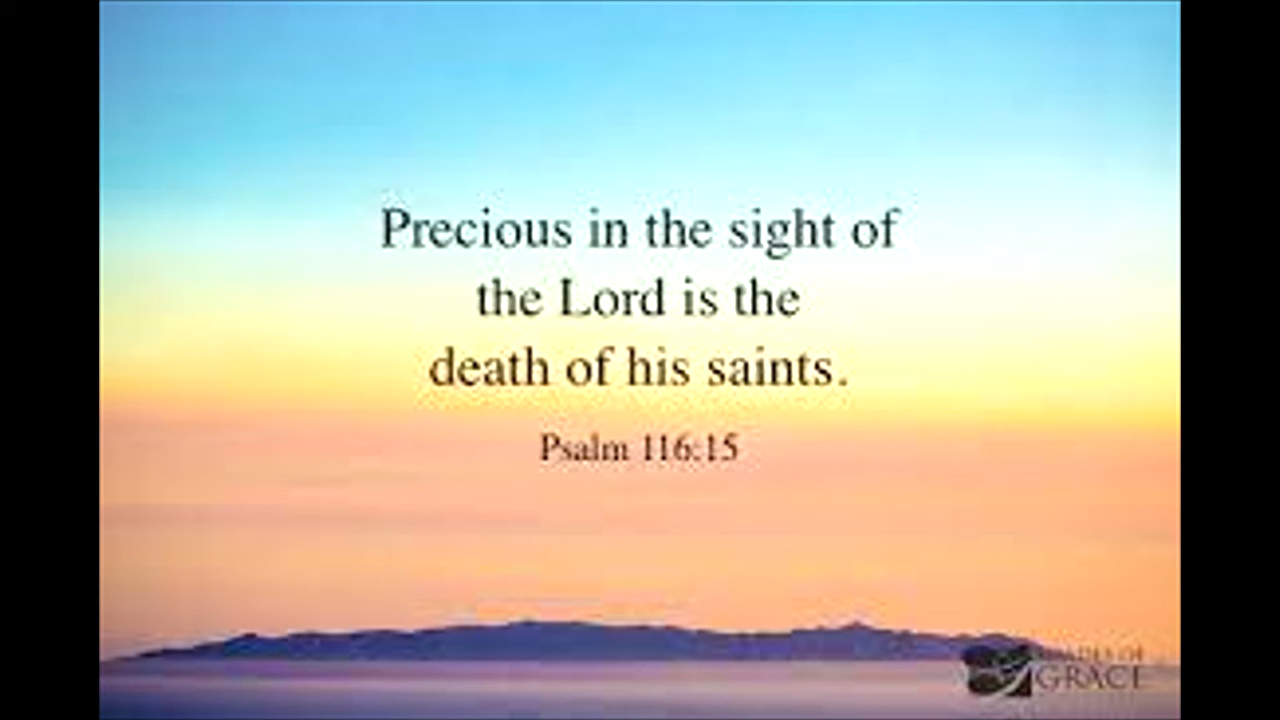 Precious in the sight of
the Lord is the
death of his saints.
Psalm 116:15
GRACE